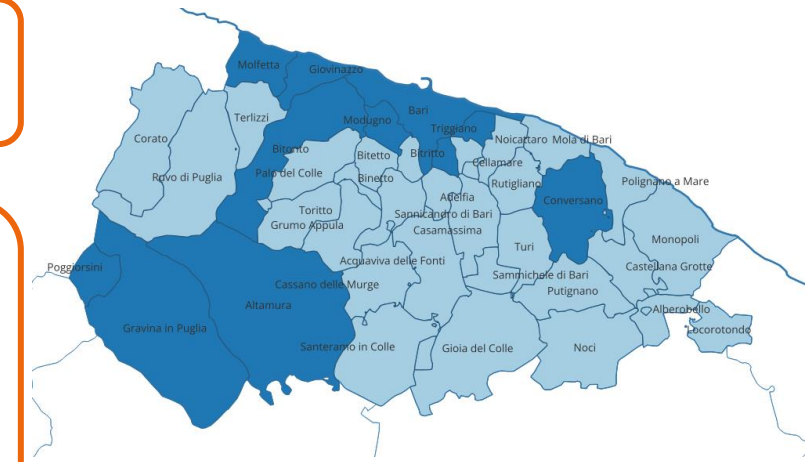 Molfetta
Giovinazzo
Bari
Terlizzi
Modugno
Triggiano
Corato
Noicattaro
Mola di Bari
Bitonto
Bitetto
Bitritto
Cellamare
Ruvo di Puglia
Palo del Colle
Binetto
Rutigliano
Polignano a Mare
Adelfia
Conversano
Toritto
Sannicandro di Bari
Grumo Appula
Casamassima
Turi
Monopoli
Acquaviva delle Fonti
Poggiorsini
Sammichele di Bari
Castellana Grotte
Cassano delle Murge
Putignano
Altamura
Alberobello
Gravina in Puglia
Locorotondo
Santeramo in Colle
Gioia del Colle
Noci